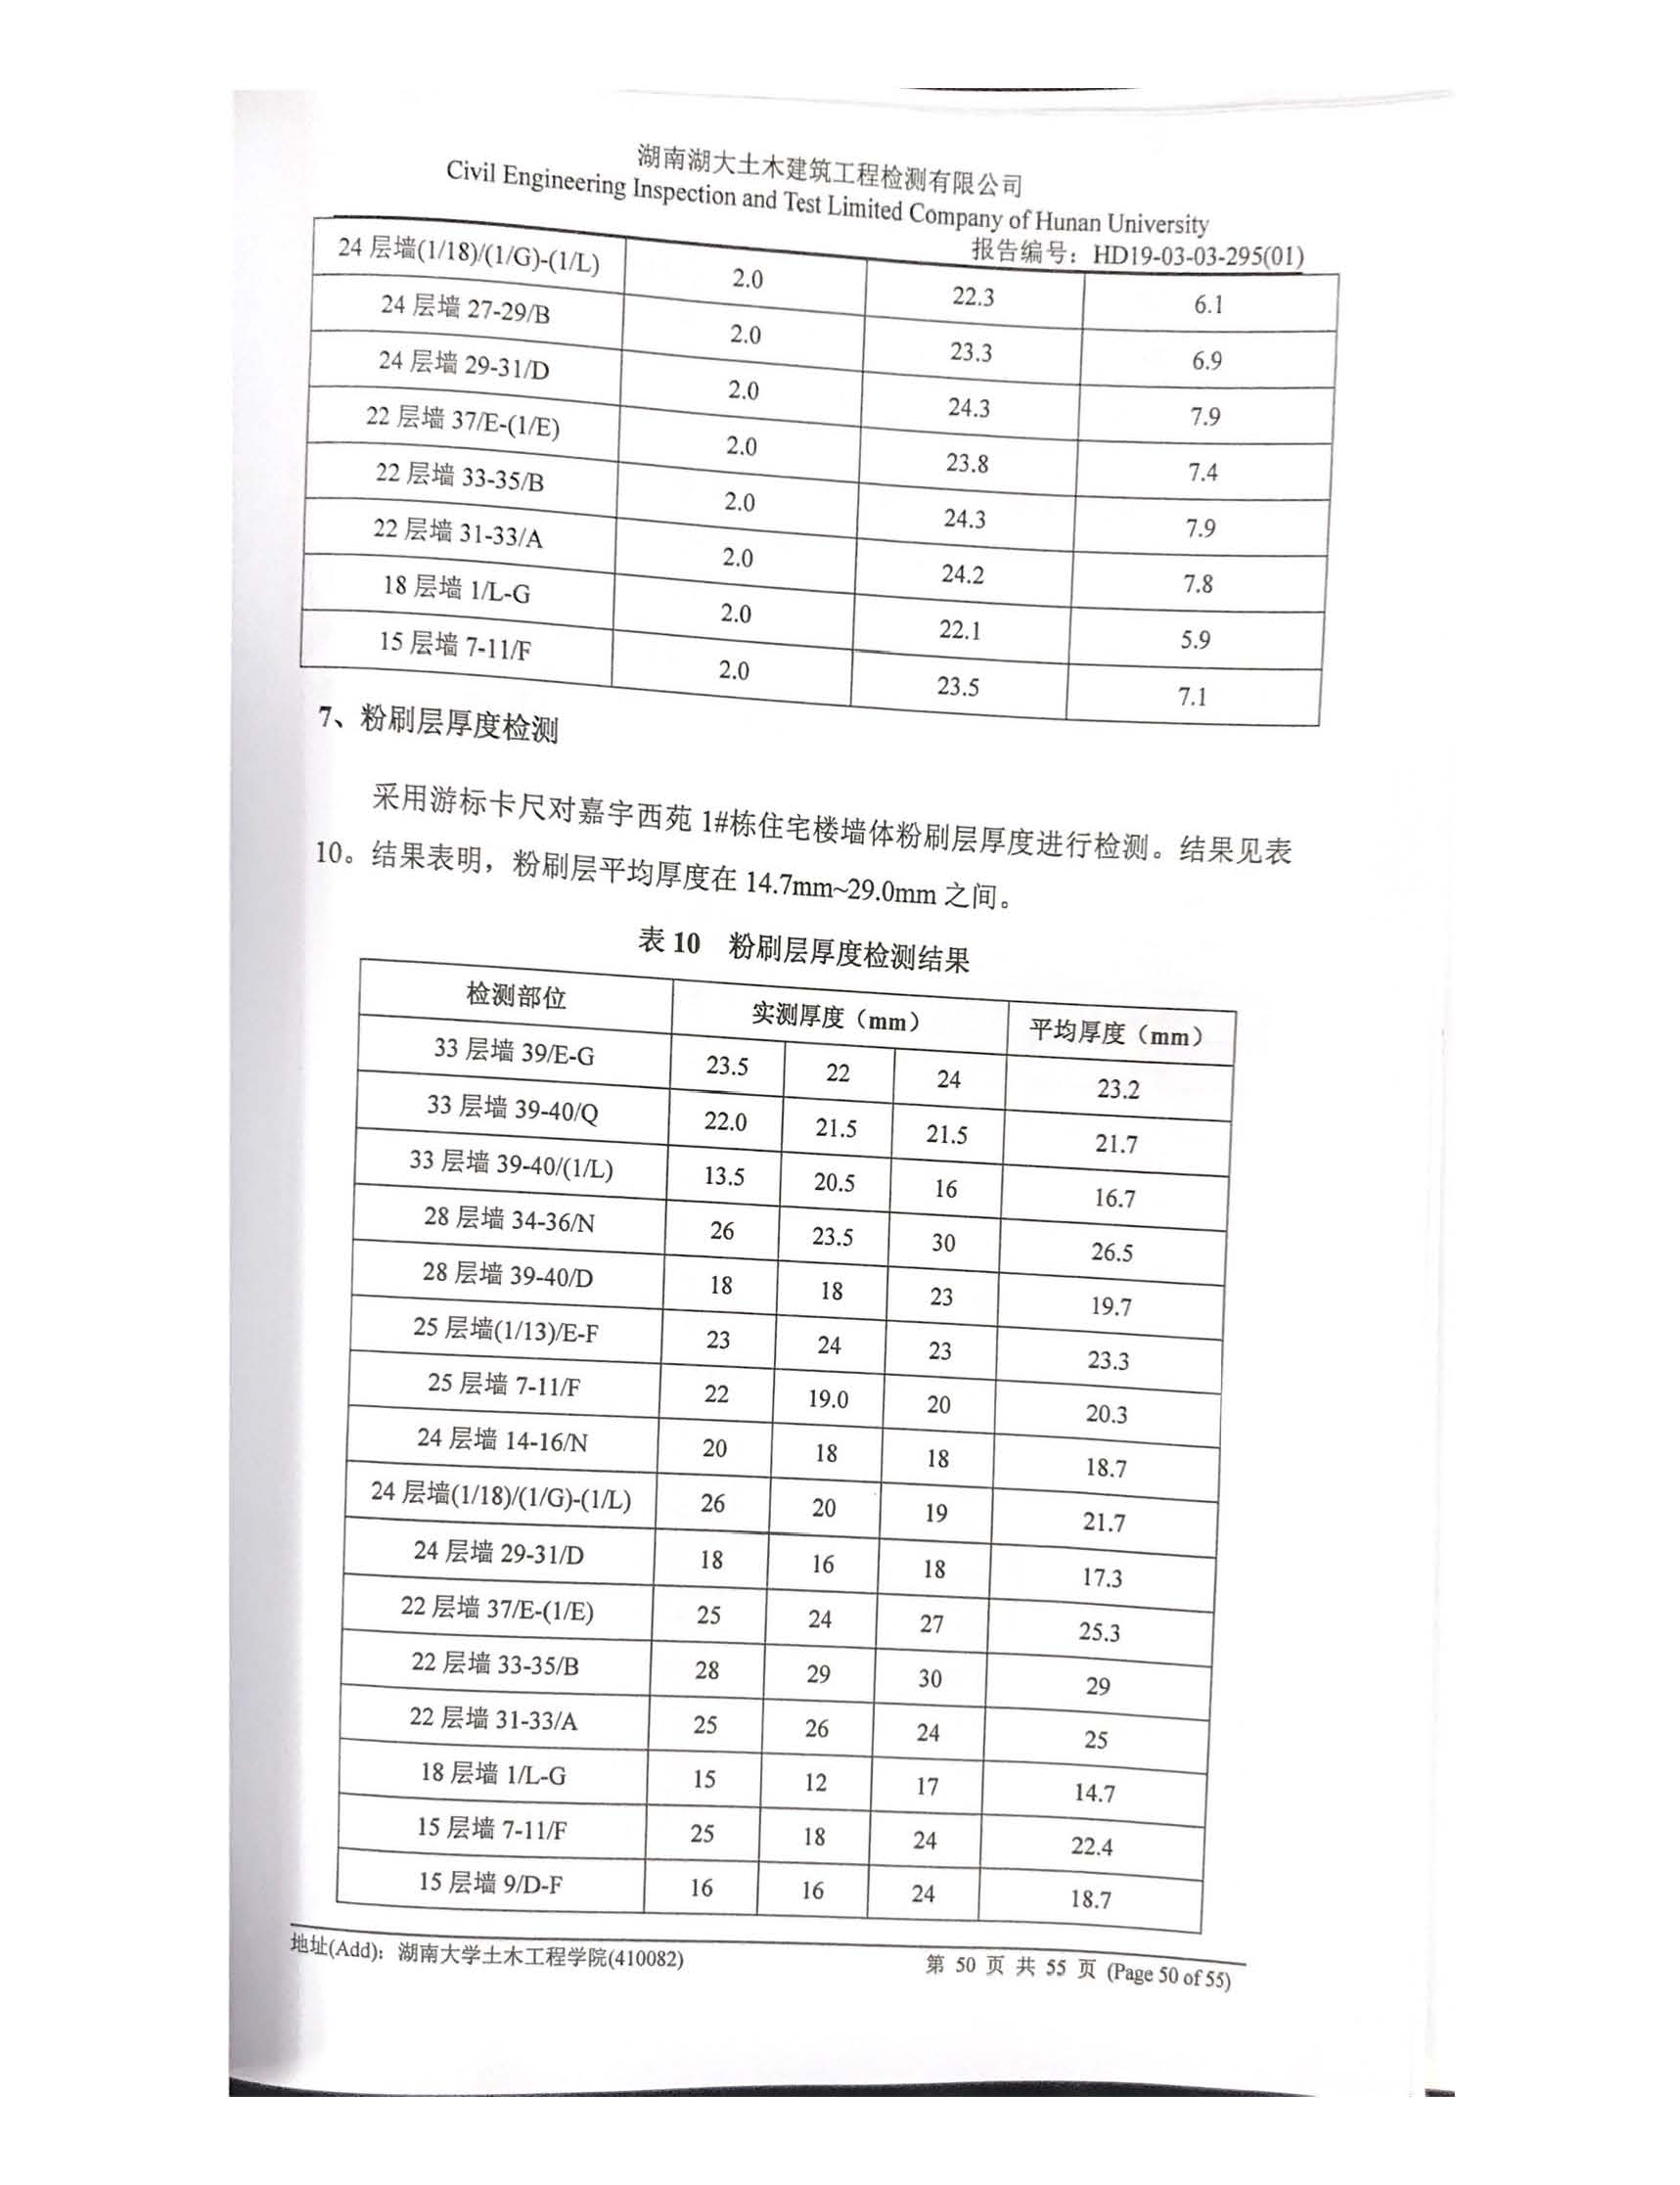 湖南湖大土木建筑工程检测有限公司
Civil Engineering Inspection and Test Limited Company of Hunan University
报告编号：HD19-03-03-295(01)
24 层墙(1/18)/(1/G)-(1/L) 2.0 22.3 6.1
24 层墙 27-29/B 2.0 23.3 6.9
24 层墙 29-31/D 2.0 24.3 7.9
22 层墙 37/E-(1/E) 2.0 23.8 7.4
22 层墙 33-35/B 2.0 24.3 7.9
22 层墙 31-33/A 2.0 24.2 7.8
18 层墙 1/L-G 2.0 22.1 5.9
15 层墙 7-11/F 2.0 23.5 7.1
7、粉刷层厚度检测
采用游标卡尺对嘉宇西苑 1#栋住宅楼墙体粉刷层厚度进行检测。结果见表
10。结果表明，粉刷层平均厚度在 14.7mm~29.0mm 之间。
表 10 粉刷层厚度检测结果
检测部位 实测厚度（mm） 平均厚度（mm）
33 层墙 39/E-G 23.5 22 24 23.2
33 层墙 39-40/Q 22.0 21.5 21.5 21.7
33 层墙 39-40/(1/L) 13.5 20.5 16 16.7
28 层墙 34-36/N 26 23.5 30 26.5
28 层墙 39-40/D 18 18 23 19.7
25 层墙(1/13)/E-F 23 24 23 23.3
25 层墙 7-11/F 22 19.0 20 20.3
24 层墙 14-16/N 20 18 18 18.7
24 层墙(1/18)/(1/G)-(1/L) 26 20 19 21.7
24 层墙 29-31/D 18 16 18 17.3
22 层墙 37/E-(1/E) 25 24 27 25.3
22 层墙 33-35/B 28 29 30 29
22 层墙 31-33/A 25 26 24 25
18 层墙 1/L-G 15 12 17 14.7
15 层墙 7-11/F 25 18 24 22.4
15 层墙 9/D-F 16 16 24 18.7
地址(Add)：湖南大学土木工程学院(410082) 第 50 页 共 55 页 (Page 50 of 55)